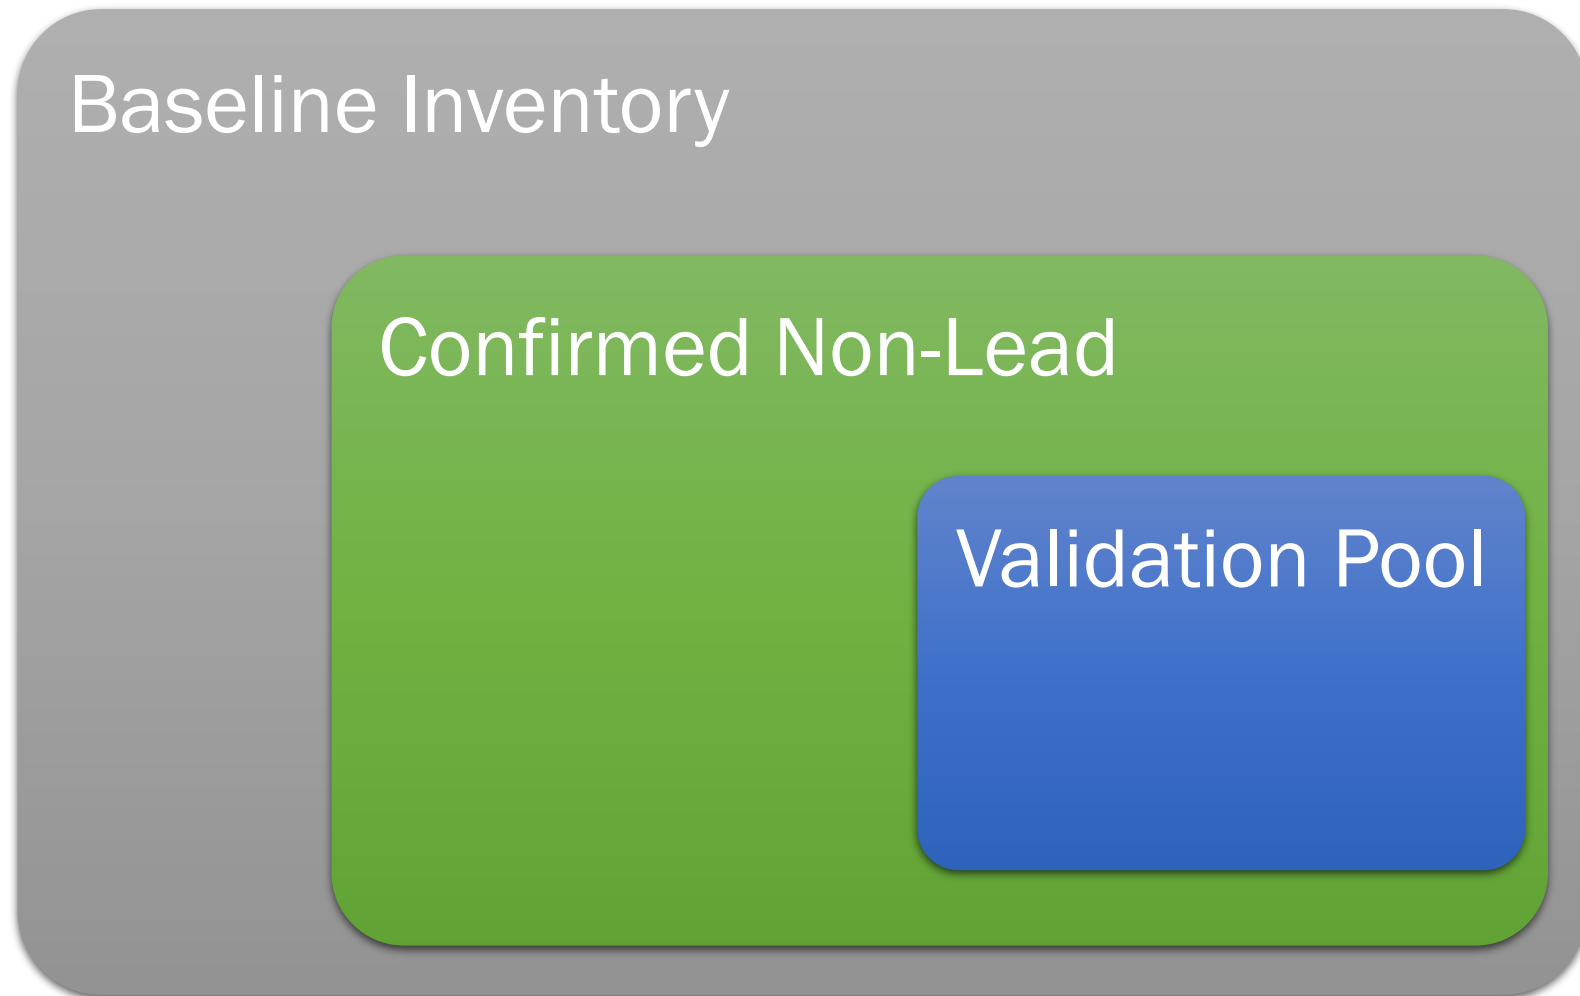 Baseline Inventory
Confirmed Non-Lead
Validation Pool